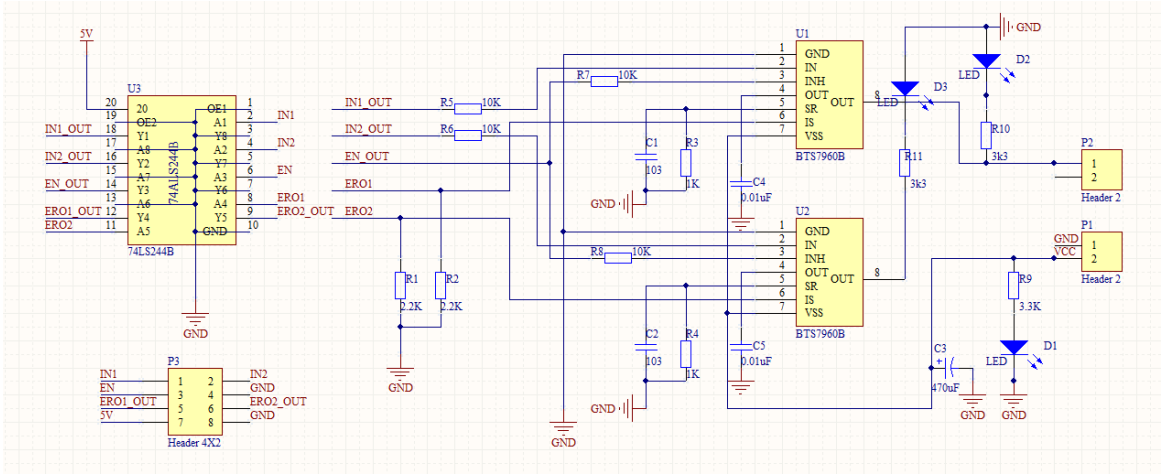 5V
U3
20 20 OE1 1
19 OE2 A1 2 IN1
IN1_OUT 18 Y1 Y8 3
17 A8 A2 4 IN2
IN2_OUT 16 Y2 Y7 5
15 A7 A3 6 EN
EN_OUT 14 Y3 Y6 7
13 A6 A4 8 ERO1
ERO1_OUT 12 Y4 Y5 9 ERO2_OUT
ERO2 11 A5 GND 10
74ALS244B
74LS244B
GND
IN1_OUT R5 10K
IN2_OUT R6 10K
EN_OUT
ERO1
ERO2
R7 10K
R1 2.2K
R2 2.2K
GND
U1
1 GND
2 IN
3 INH
4 OUT OUT 8
5 SR
6 IS
7 VSS
BTS7960B
C1 103
R3 1K
GND
C4 0.01uF
U2
1 GND
2 IN
R8 10K 3 INH
4 OUT OUT 8
5 SR
6 IS
7 VSS
BTS7960B
C2 103
R4 1K
GND
C5 0.01uF
GND
GND
LED D3
R11
3k3
LED D2
R10
3k3
P2
1
2
Header 2
P1
GND 1
VCC 2
Header 2
R9
3.3K
LED D1
C3
+
470uF
GND
GND
P3
IN1 1 2 IN2
EN 3 4 GND
ERO1_OUT 5 6 ERO2_OUT
5V 7 8 GND
Header 4X2